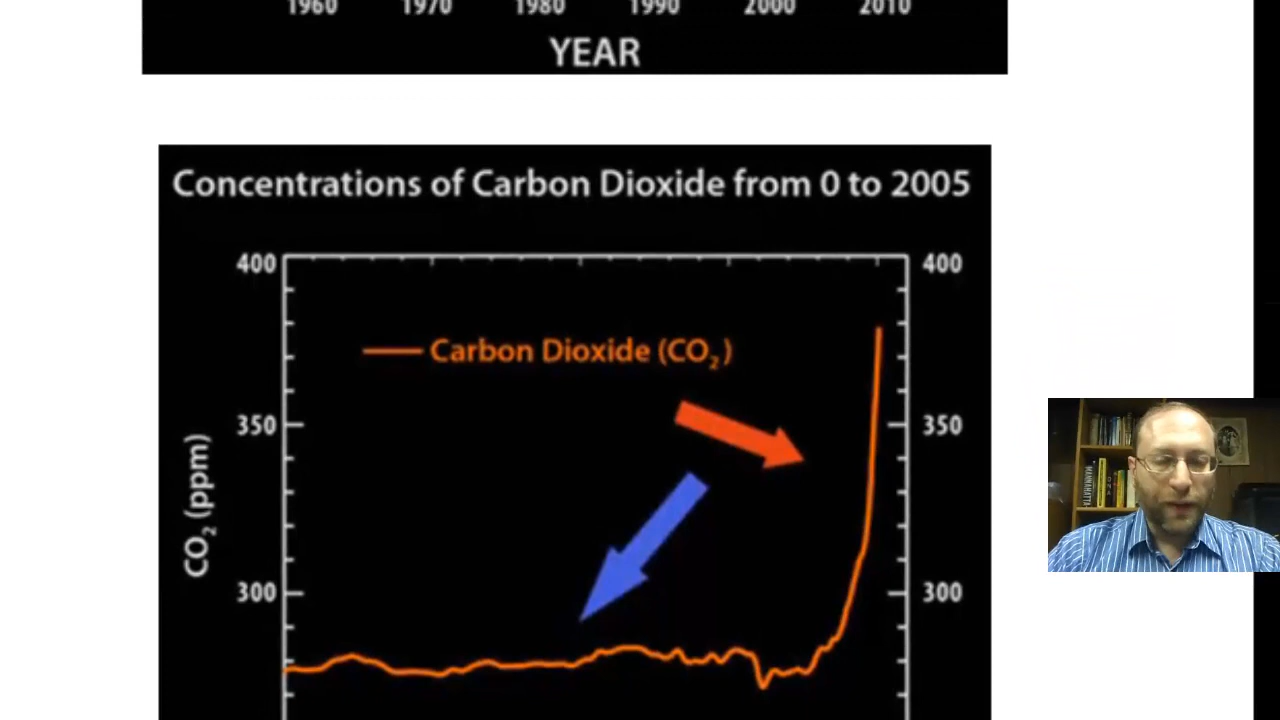 1960 1970 1980 1990 2000 2010
YEAR
Concentrations of Carbon Dioxide from 0 to 2005
400 400
Carbon Dioxide (CO₂)
350 350
CO₂ (ppm)
300 300
MANNAHATTA